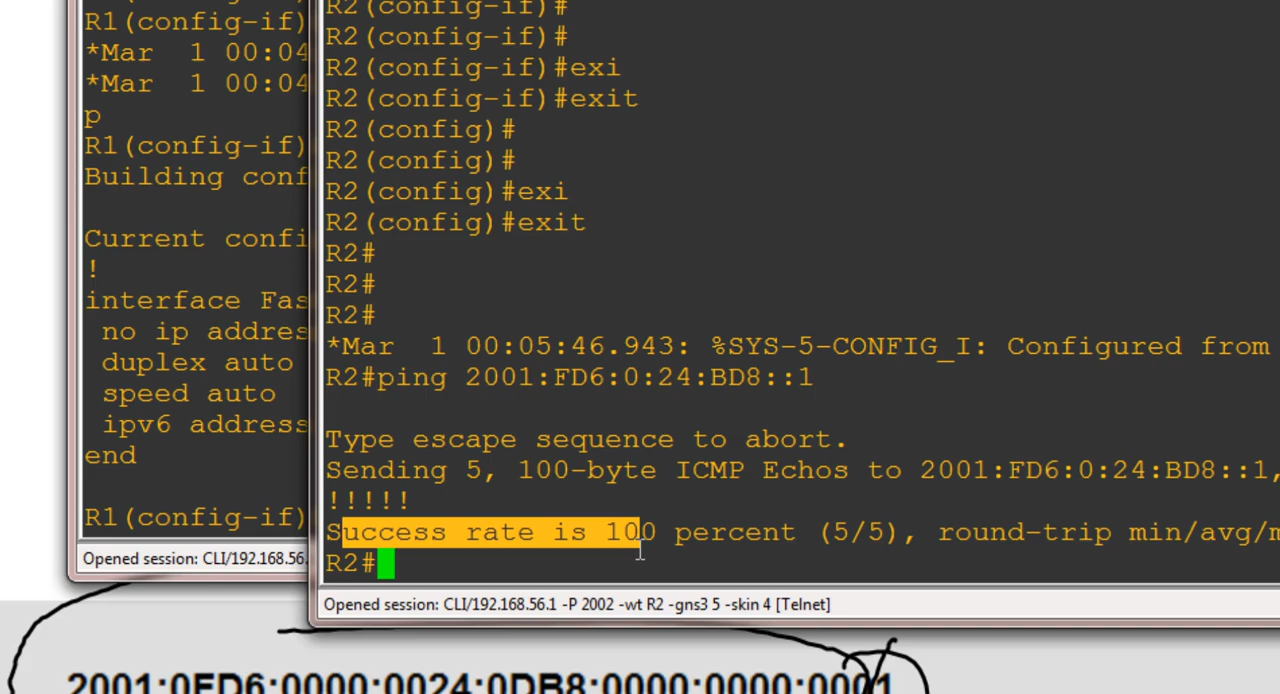 R1(config-if)
*Mar  1 00:04
*Mar  1 00:04
p
R1(config-if)
Building conf
Current confi
!
interface Fas
no ip addres
duplex auto
speed auto
ipv6 address
end
R1(config-if)
Opened session: CLI/192.168.56.
R2(config-if)#
R2(config-if)#
R2(config-if)#exi
R2(config-if)#exit
R2(config)#
R2(config)#
R2(config)#exi
R2(config)#exit
R2#
R2#
R2#
*Mar  1 00:05:46.943: %SYS-5-CONFIG_I: Configured from
R2#ping 2001:FD6:0:24:BD8::1
Type escape sequence to abort.
Sending 5, 100-byte ICMP Echos to 2001:FD6:0:24:BD8::1,
!!!!!
Success rate is 100 percent (5/5), round-trip min/avg/m
R2#
Opened session: CLI/192.168.56.1 -P 2002 -wt R2 -gns3 5 -skin 4 [Telnet]
2001:0FD6:0000:0024:0DB8:0000:0000:0001